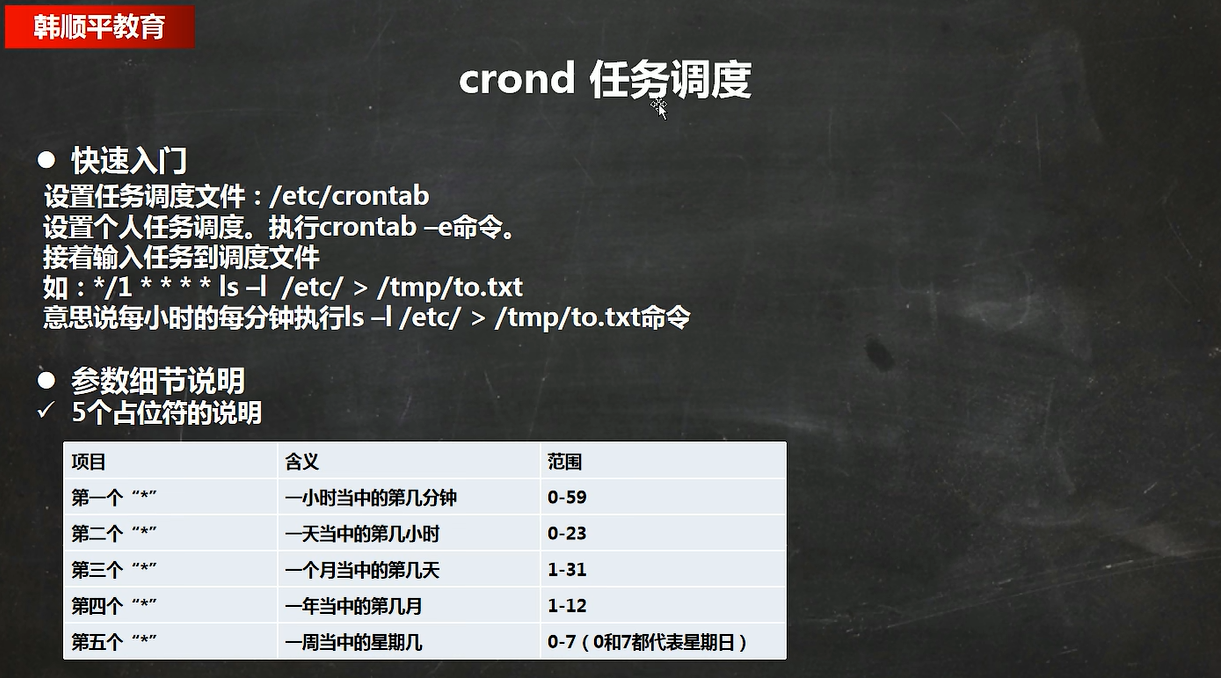 韩顺平教育
crond 任务调度
● 快速入门
设置任务调度文件：/etc/crontab
设置个人任务调度。执行crontab –e命令。
接着输入任务到调度文件
如：*/1 * * * * ls –l /etc/ > /tmp/to.txt
意思说每小时的每分钟执行ls –l /etc/ > /tmp/to.txt命令
● 参数细节说明
✓ 5个占位符的说明
项目 含义 范围
第一个“*” 一小时当中的第几分钟 0-59
第二个“*” 一天当中的第几小时 0-23
第三个“*” 一个月当中的第几天 1-31
第四个“*” 一年当中的第几月 1-12
第五个“*” 一周当中的星期几 0-7（0和7都代表星期日）